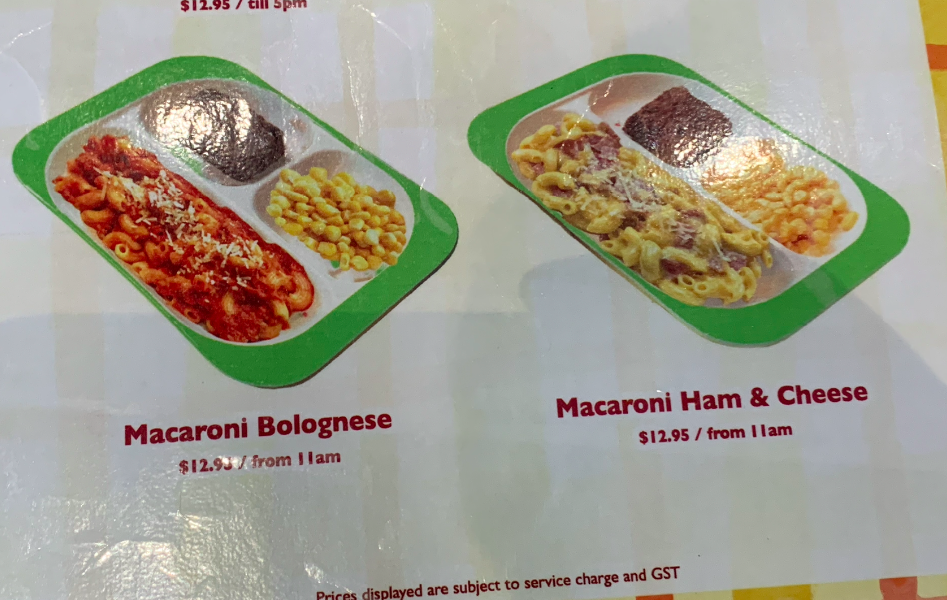 $12.95 / till 5pm
Macaroni Bolognese
$12.95 / from 11am
Macaroni Ham & Cheese
$12.95 / from 11am
Prices displayed are subject to service charge and GST